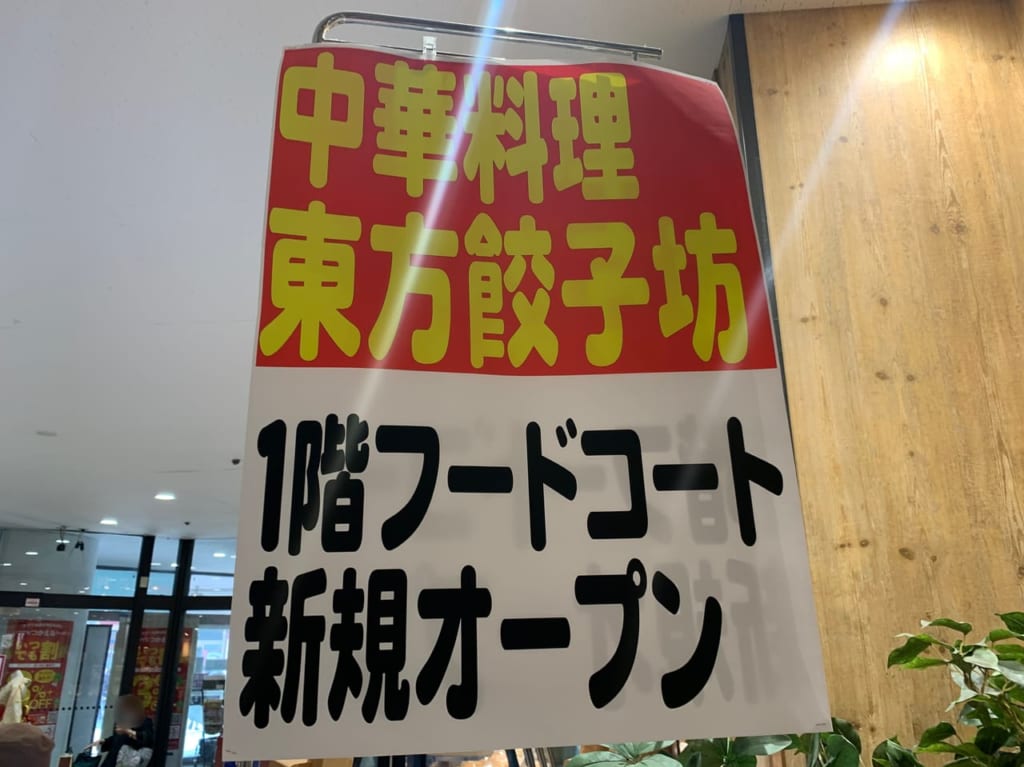 中華料理
東方餃子坊
1階フードコート
新規オープン